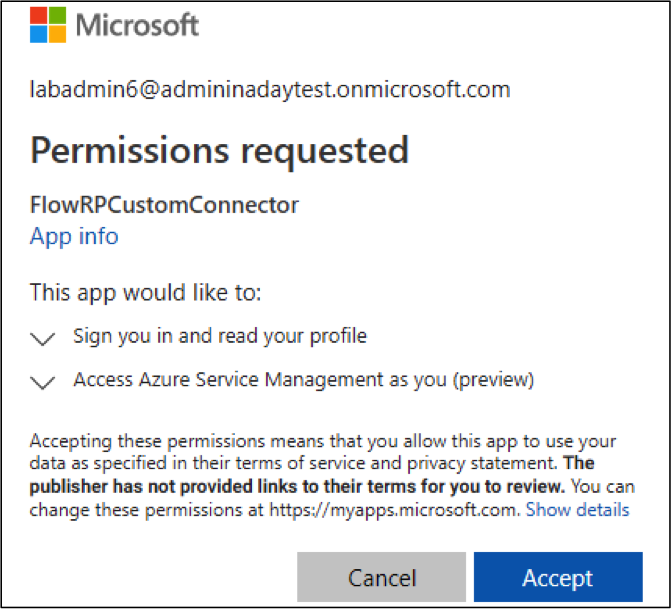 Microsoft
labadmin6@admininadaytest.onmicrosoft.com
Permissions requested
FlowRPCustomConnector
App info
This app would like to:
Sign you in and read your profile
Access Azure Service Management as you (preview)
Accepting these permissions means that you allow this app to use your
data as specified in their terms of service and privacy statement. The
publisher has not provided links to their terms for you to review. You can
change these permissions at https://myapps.microsoft.com. Show details
Cancel
Accept